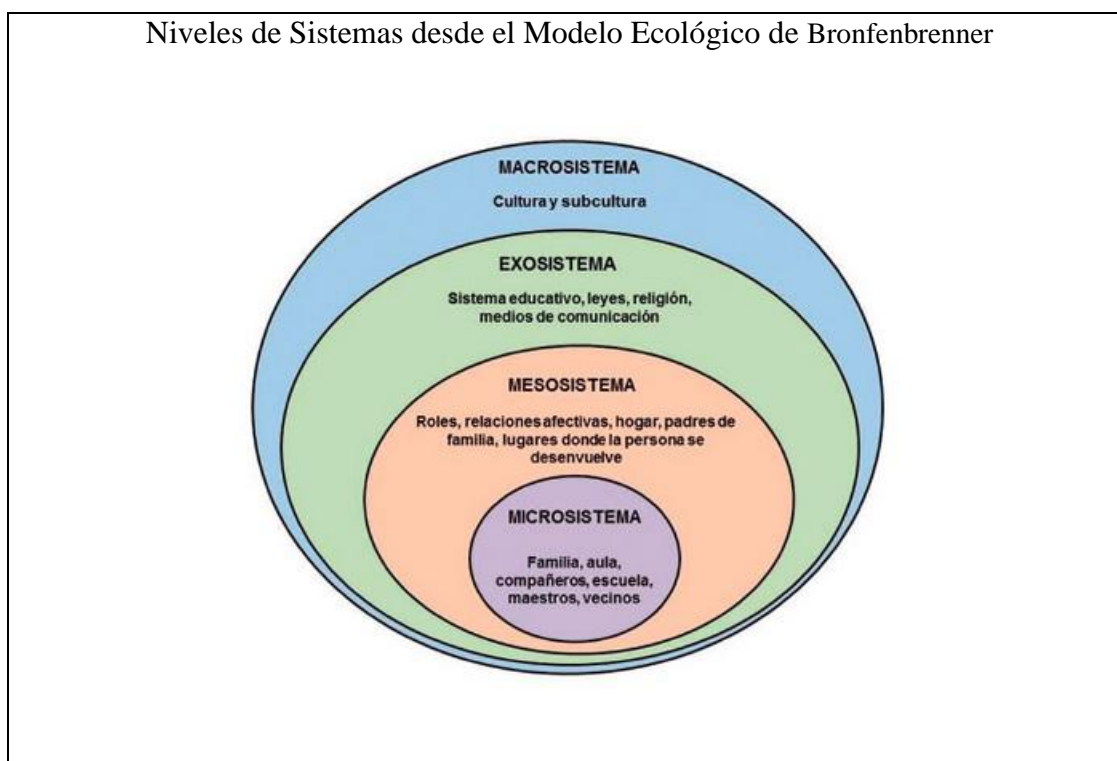 Niveles de Sistemas desde el Modelo Ecológico de Bronfenbrenner
MACROSISTEMA
Cultura y subcultura
EXOSISTEMA
Sistema educativo, leyes, religión,
medios de comunicación
MESOSISTEMA
Roles, relaciones afectivas, hogar, padres de
familia, lugares donde la persona se
desenvuelve
MICROSISTEMA
Familia, aula,
compañeros, escuela,
maestros, vecinos